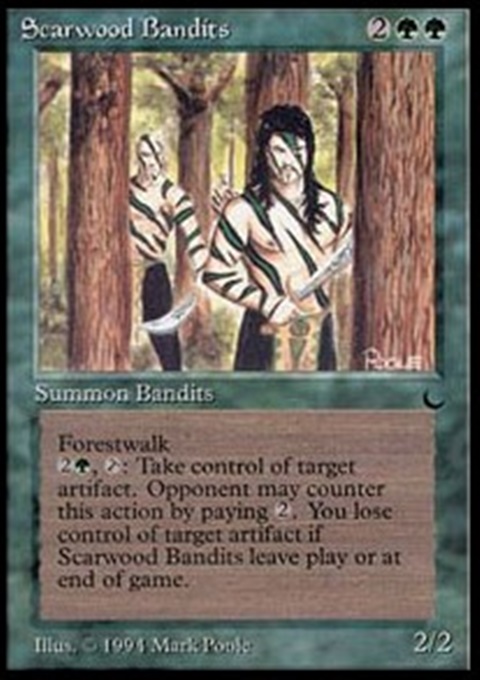 Scarwood Bandits 2
POOLE
Summon Bandits
Forestwalk
2, : Take control of target
artifact. Opponent may counter
this action by paying 2. You lose
control of target artifact if
Scarwood Bandits leave play or at
end of game.
Illus. © 1994 Mark Poole 2/2